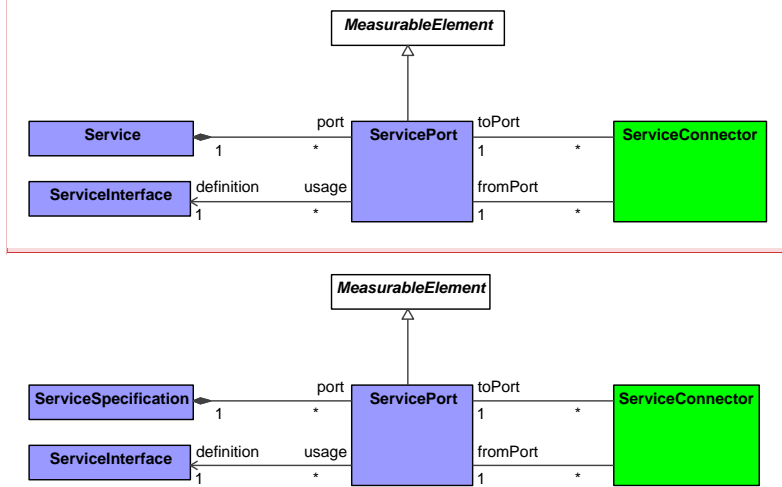 MeasurableElement
port toPort
Service ServicePort ServiceConnector
1 * 1 *
definition usage fromPort
ServiceInterface
1 * 1 *
MeasurableElement
port toPort
ServiceSpecification ServicePort ServiceConnector
1 * 1 *
definition usage fromPort
ServiceInterface
1 * 1 *